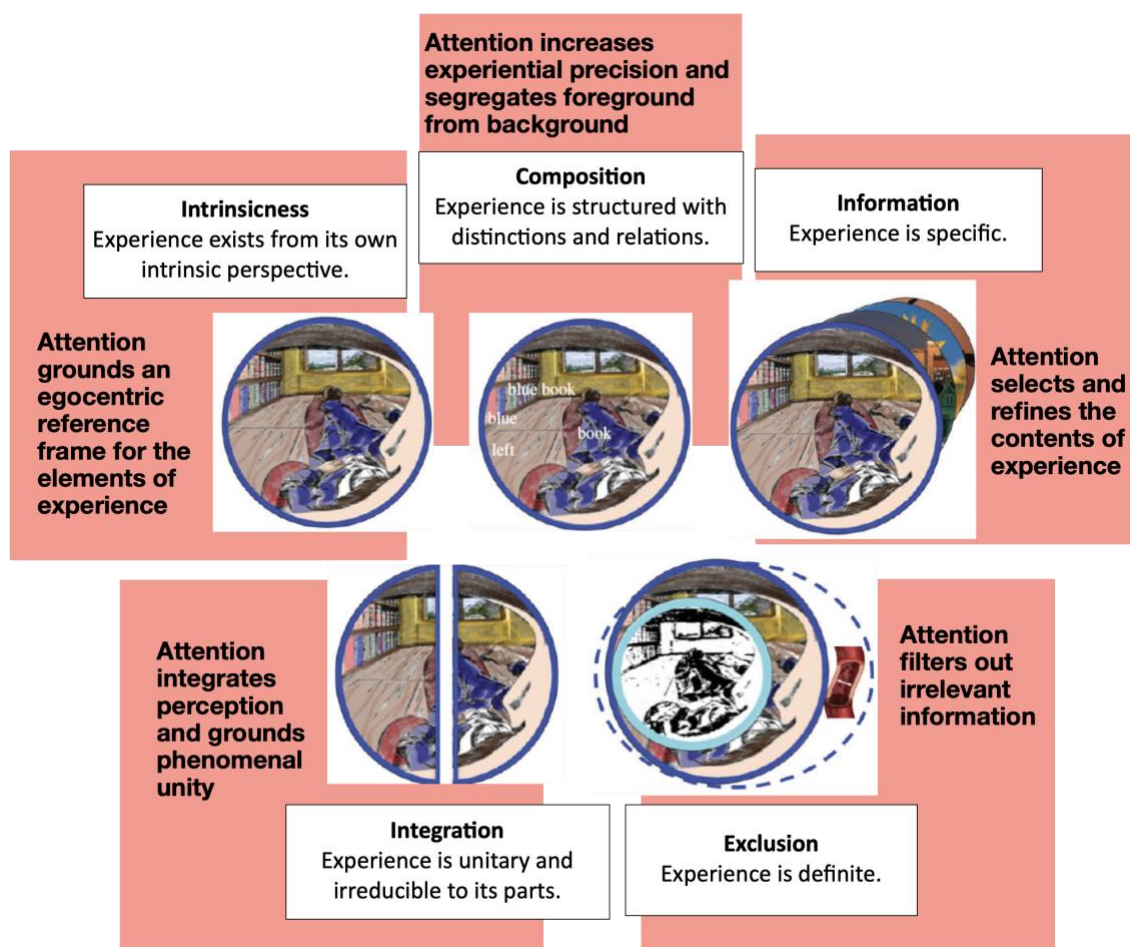 Attention increases
experiential precision and
segregates foreground
from background
Intrinsicness
Experience exists from its own
intrinsic perspective.
Composition
Experience is structured with
distinctions and relations.
Information
Experience is specific.
Attention
grounds an
egocentric
reference
frame for the
elements of
experience
blue book
blue
book
left
Attention
selects and
refines the
contents of
experience
Attention
integrates
perception
and grounds
phenomenal
unity
Attention
filters out
irrelevant
information
Integration
Experience is unitary and
irreducible to its parts.
Exclusion
Experience is definite.